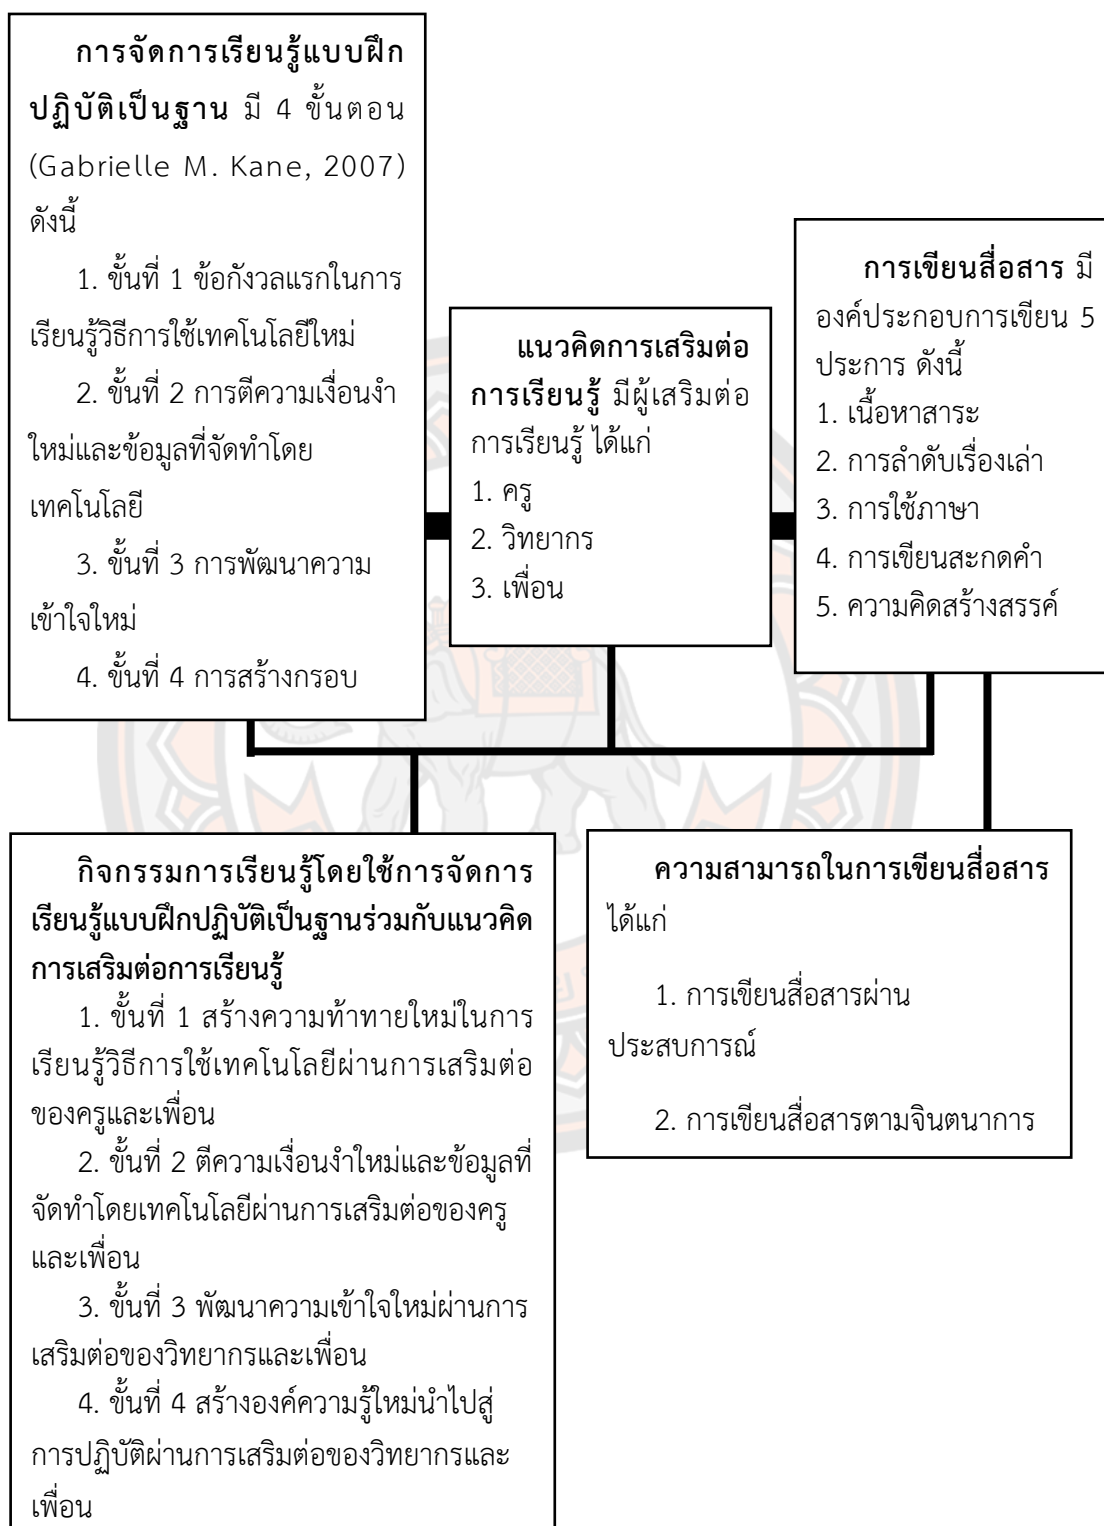 การจัดการเรียนรู้แบบฝึก
ปฏิบัติเป็นฐาน มี 4 ขั้นตอน
(Gabrielle M. Kane, 2007)
ดังนี้
1. ขั้นที่ 1 ข้อกังวลแรกในการ
เรียนรู้วิธีการใช้เทคโนโลยีใหม่
2. ขั้นที่ 2 การตีความเงื่อนงำ
ใหม่และข้อมูลที่จัดทำโดย
เทคโนโลยี
3. ขั้นที่ 3 การพัฒนาความ
เข้าใจใหม่
4. ขั้นที่ 4 การสร้างกรอบ
แนวคิดการเสริมต่อ
การเรียนรู้ มีผู้เสริมต่อ
การเรียนรู้ ได้แก่
1. ครู
2. วิทยากร
3. เพื่อน
การเขียนสื่อสาร มี
องค์ประกอบการเขียน 5
ประการ ดังนี้
1. เนื้อหาสาระ
2. การลำดับเรื่องเล่า
3. การใช้ภาษา
4. การเขียนสะกดคำ
5. ความคิดสร้างสรรค์
กิจกรรมการเรียนรู้โดยใช้การจัดการ
เรียนรู้แบบฝึกปฏิบัติเป็นฐานร่วมกับแนวคิด
การเสริมต่อการเรียนรู้
1. ขั้นที่ 1 สร้างความท้าทายใหม่ในการ
เรียนรู้วิธีการใช้เทคโนโลยีผ่านการเสริมต่อ
ของครูและเพื่อน
2. ขั้นที่ 2 ตีความเงื่อนงำใหม่และข้อมูลที่
จัดทำโดยเทคโนโลยีผ่านการเสริมต่อของครู
และเพื่อน
3. ขั้นที่ 3 พัฒนาความเข้าใจใหม่ผ่านการ
เสริมต่อของวิทยากรและเพื่อน
4. ขั้นที่ 4 สร้างองค์ความรู้ใหม่นำไปสู่
การปฏิบัติผ่านการเสริมต่อของวิทยากรและ
เพื่อน
ความสามารถในการเขียนสื่อสาร
ได้แก่
1. การเขียนสื่อสารผ่าน
ประสบการณ์
2. การเขียนสื่อสารตามจินตนาการ